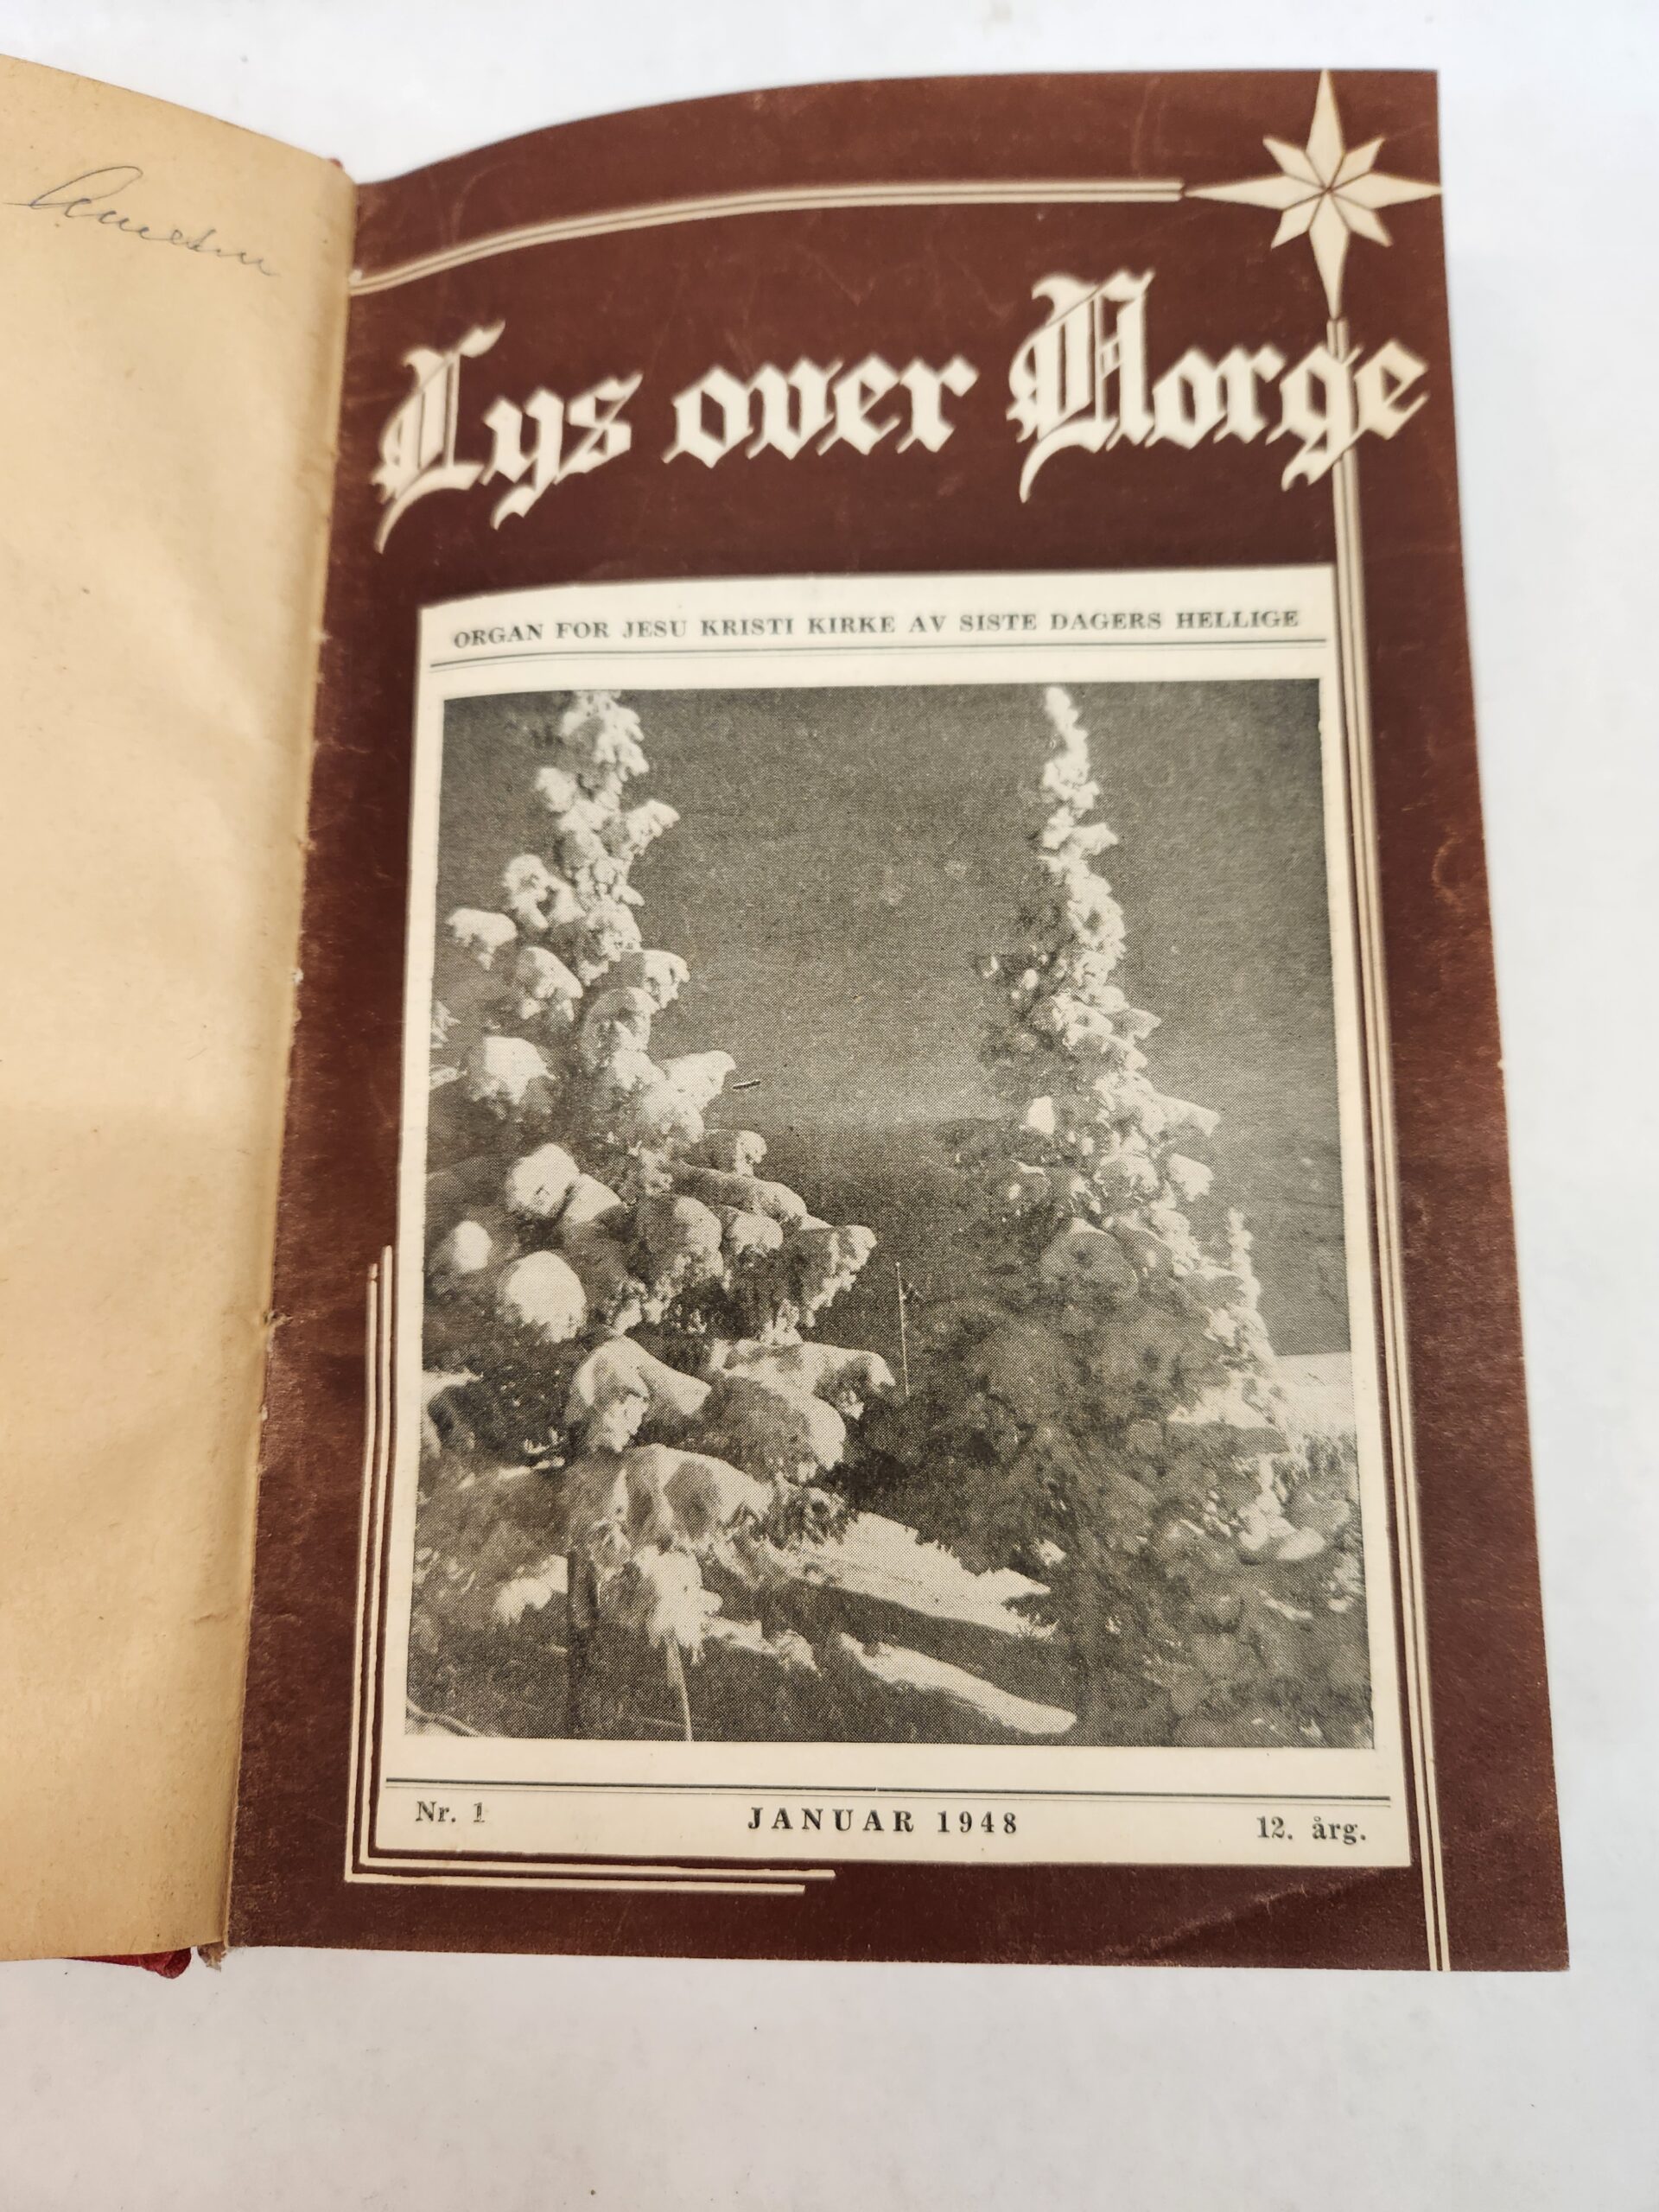 Lys over Norge
ORGAN FOR JESU KRISTI KIRKE AV SISTE DAGERS HELLIGE
Nr. 1 JANUAR 1948 12. årg.